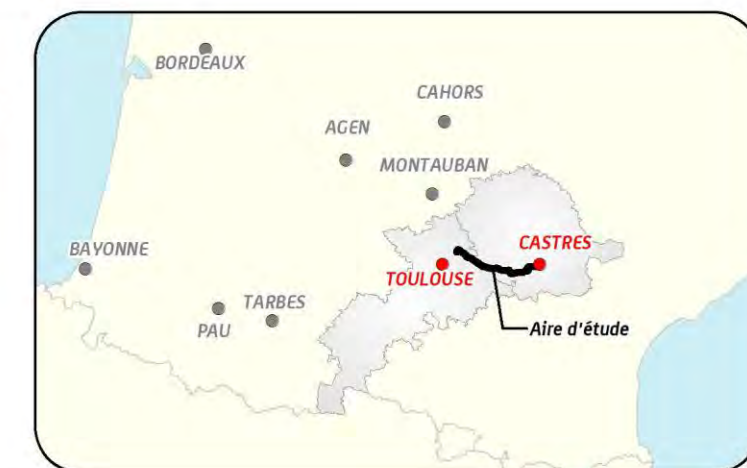 BORDEAUX
CAHORS
AGEN
MONTAUBAN
BAYONNE
CASTRES
TOULOUSE
TARBES
PAU
Aire d'étude